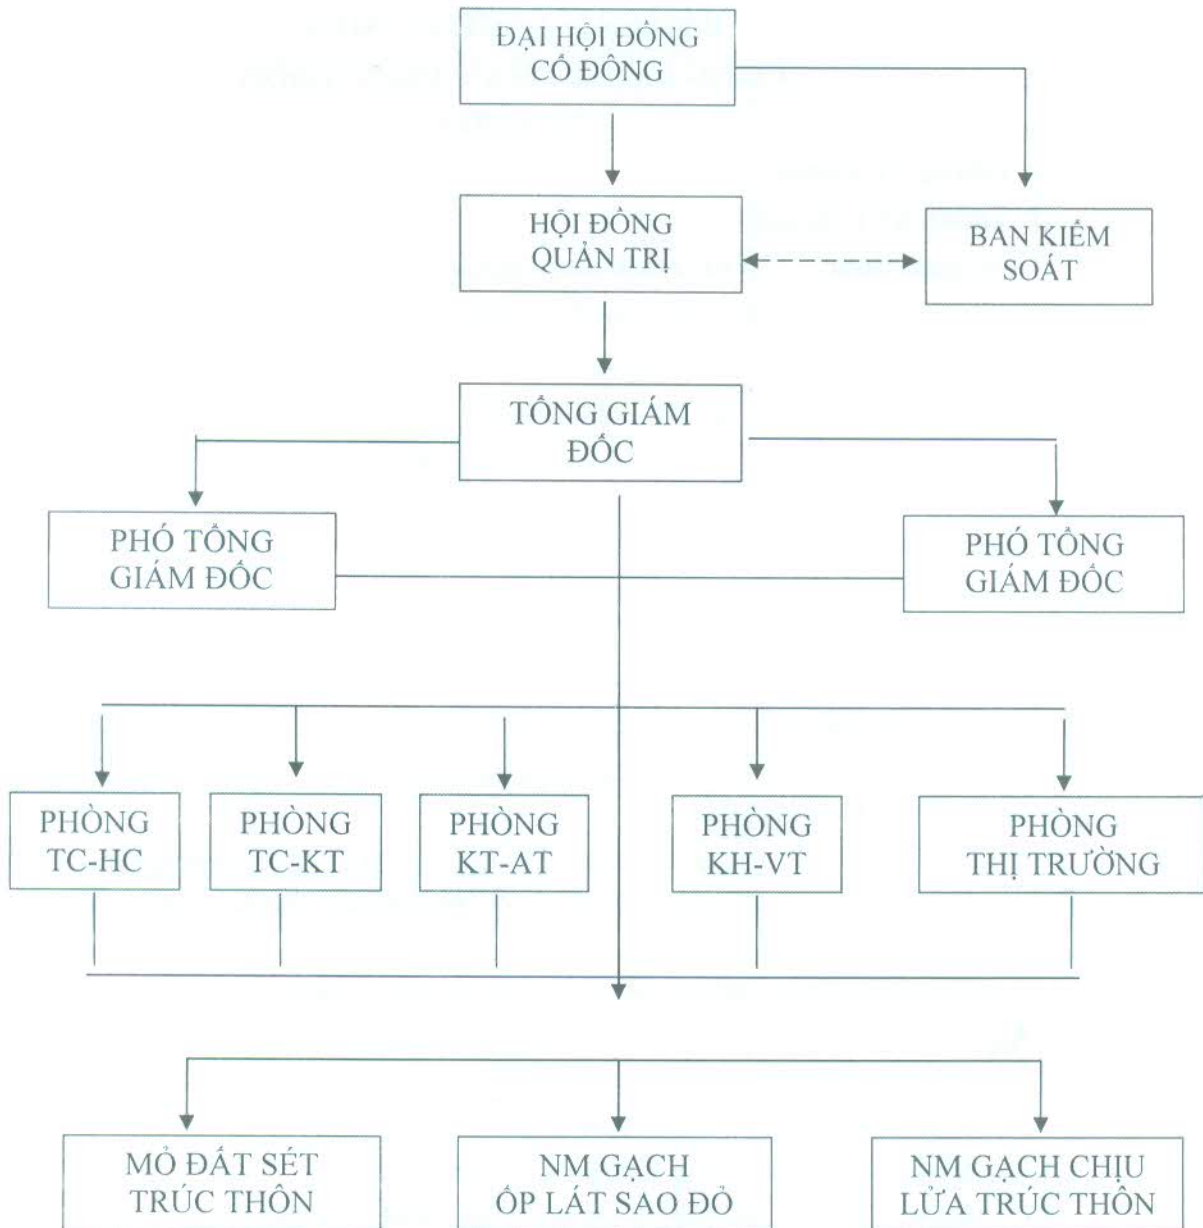 ĐẠI HỘI ĐỒNG
CỔ ĐÔNG
HỘI ĐỒNG
QUẢN TRỊ
BAN KIỂM
SOÁT
TỔNG GIÁM
ĐỐC
PHÓ TỔNG
GIÁM ĐỐC
PHÓ TỔNG
GIÁM ĐỐC
PHÒNG
TC-HC
PHÒNG
TC-KT
PHÒNG
KT-AT
PHÒNG
KH-VT
PHÒNG
THỊ TRƯỜNG
MỎ ĐẤT SÉT
TRÚC THÔN
NM GẠCH
ỐP LÁT SAO ĐỎ
NM GẠCH CHỊU
LỬA TRÚC THÔN